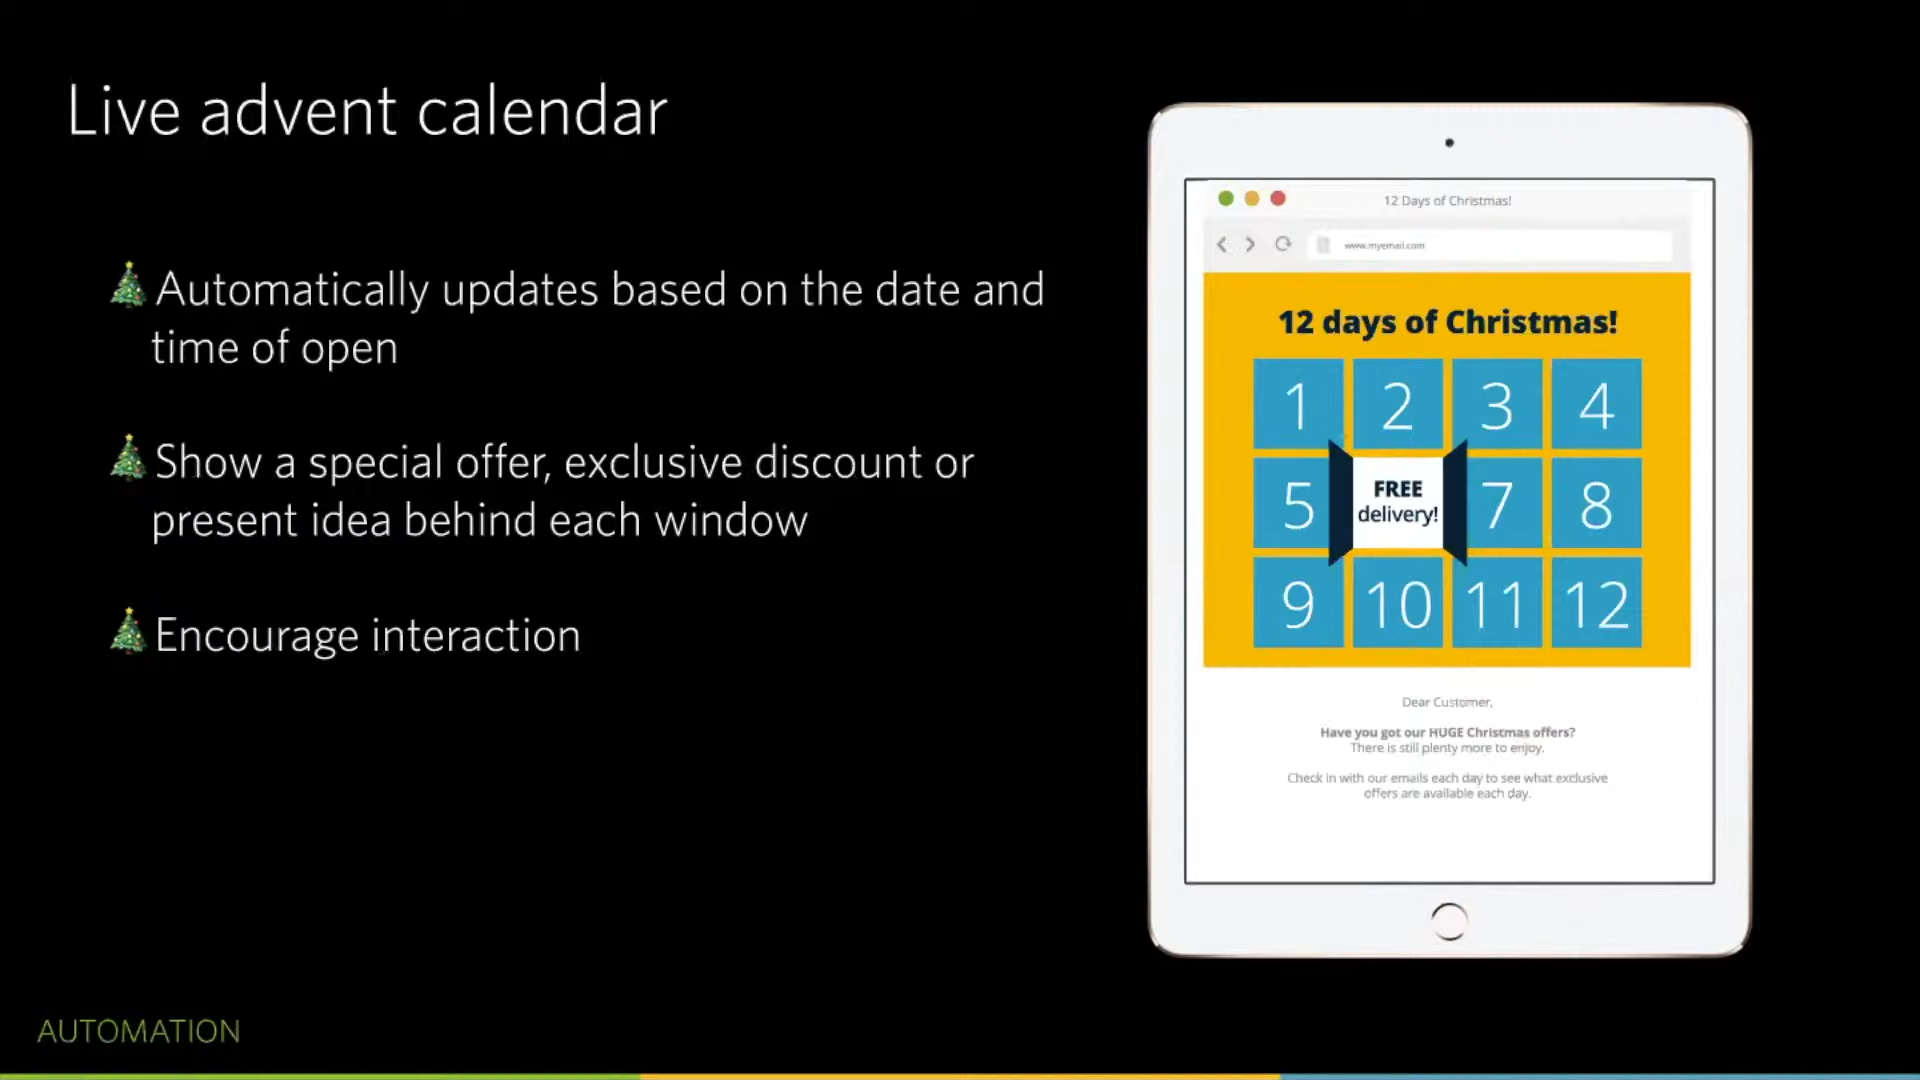 Live advent calendar
Automatically updates based on the date and
time of open
Show a special offer, exclusive discount or
present idea behind each window
Encourage interaction
AUTOMATION
12 Days of Christmas!
www.myemail.com
12 days of Christmas!
1 2 3 4
5 FREE delivery! 7 8
9 10 11 12
Dear Customer,
Have you got our HUGE Christmas offers?
There is still plenty more to enjoy.
Check in with our emails each day to see what exclusive
offers are available each day.